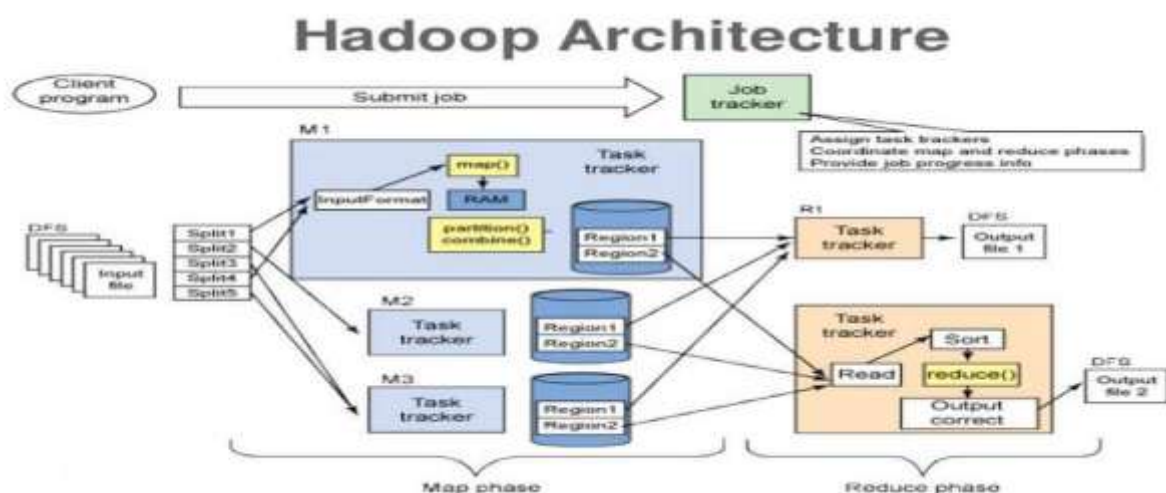 Hadoop Architecture
Client
program
Submit job
Job
tracker
Assign task trackers
Coordinate map and reduce phases
Provide job progress info
M1
Task
tracker
map()
InputFormat
RAM
partition()
combine()
Region1
Region2
DFS
Input
file
Split1
Split2
Split3
Split4
Split5
M2
Task
tracker
Region1
Region2
M3
Task
tracker
Region1
Region2
R1
Task
tracker
DFS
Output
file 1
Task
tracker
Read
Sort
reduce()
Output
correct
DFS
Output
file 2
Map phase
Reduce phase